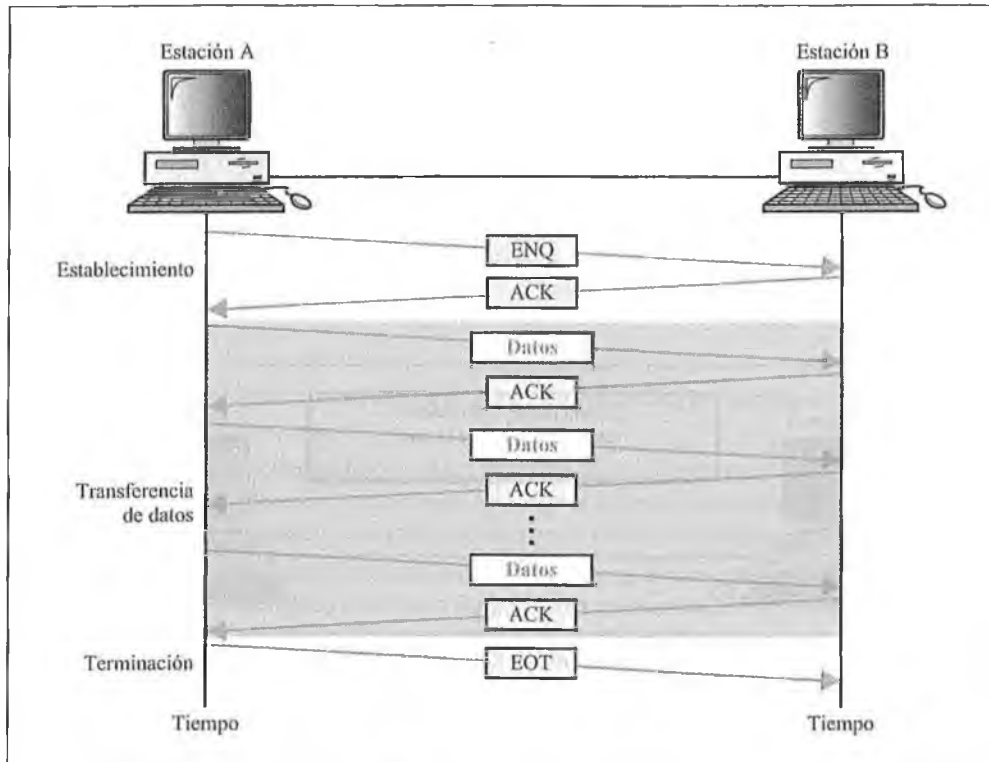 Estación A
Estación B
Establecimiento
ENQ
ACK
Datos
ACK
Datos
Transferencia
de datos
ACK
Datos
ACK
Terminación
EOT
Tiempo
Tiempo